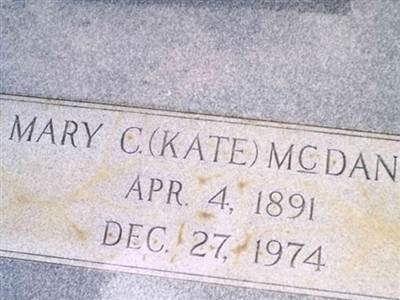 MARY C. (KATE) McDAN
APR. 4, 1891
DEC. 27, 1974